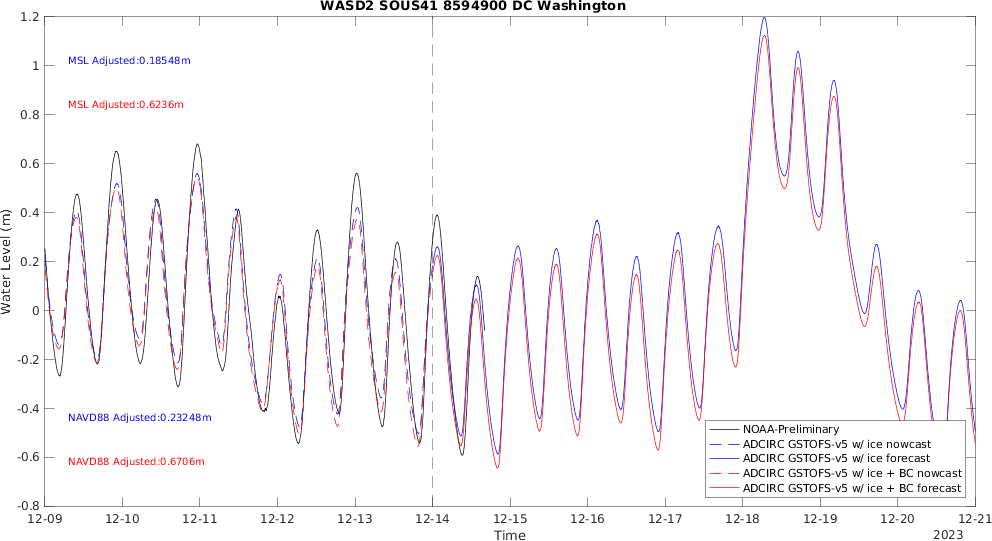 WASD2 SOUS41 8594900 DC Washington
1.2
1
0.8
0.6
0.4
0.2
0
-0.2
-0.4
-0.6
-0.8
Water Level (m)
MSL Adjusted:0.18548m
MSL Adjusted:0.6236m
NAVD88 Adjusted:0.23248m
NAVD88 Adjusted:0.6706m
NOAA-Preliminary
ADCIRC GSTOFS-v5 w/ ice nowcast
ADCIRC GSTOFS-v5 w/ ice forecast
ADCIRC GSTOFS-v5 w/ ice + BC nowcast
ADCIRC GSTOFS-v5 w/ ice + BC forecast
12-09 12-10 12-11 12-12 12-13 12-14 12-15 12-16 12-17 12-18 12-19 12-20 12-21
Time
2023